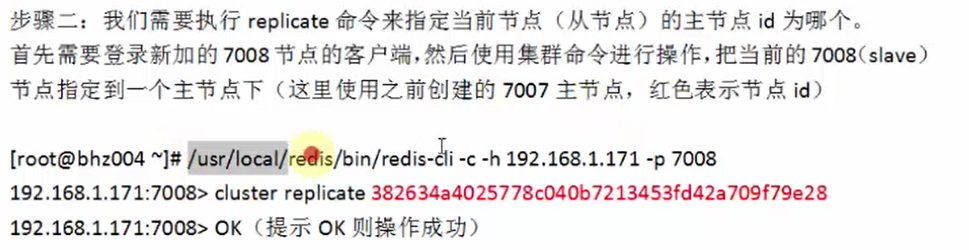 步骤二：我们需要执行 replicate 命令来指定当前节点（从节点）的主节点 id 为哪个。
首先需要登录新加的 7008 节点的客户端，然后使用集群命令进行操作，把当前的 7008（slave）
节点指定到一个主节点下（这里使用之前创建的 7007 主节点，红色表示节点 id）
[root@bhz004 ~]# /usr/local/redis/bin/redis-cli -c -h 192.168.1.171 -p 7008
192.168.1.171:7008> cluster replicate 382634a4025778c040b7213453fd42a709f79e28
192.168.1.171:7008> OK（提示 OK 则操作成功）